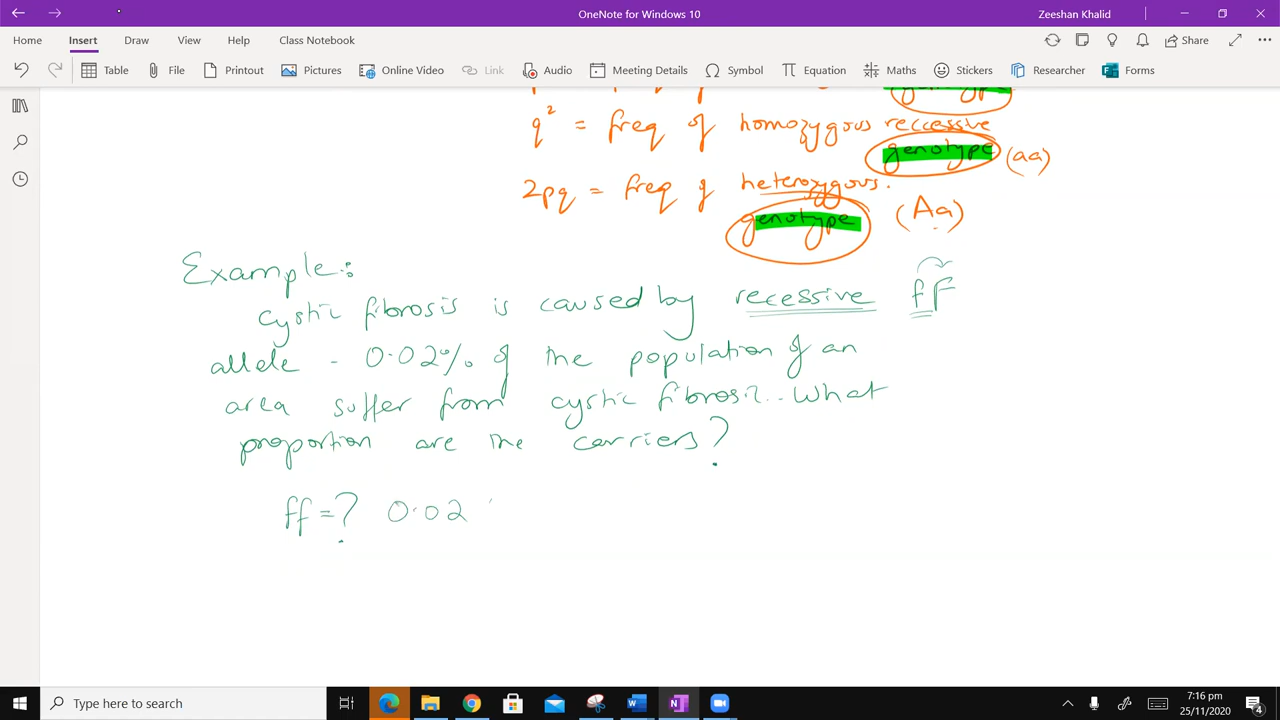 OneNote for Windows 10
Zeeshan Khalid
Home Insert Draw View Help Class Notebook
Share
Table File Printout Pictures Online Video Link Audio Meeting Details Symbol Equation Maths Stickers Researcher Forms
q² = freq of homozygous reccessive
genotype (aa)
2pq = freq of heterozygous.
genotype (Aa)
Example:
fF
Cystic fibrosis is caused by recessive
allele - 0.02% of the population of an
area suffer from cystic fibrosis.. What
proportion are the carriers?
ff = ? 0.02
Type here to search
7:16 pm
25/11/2020
4